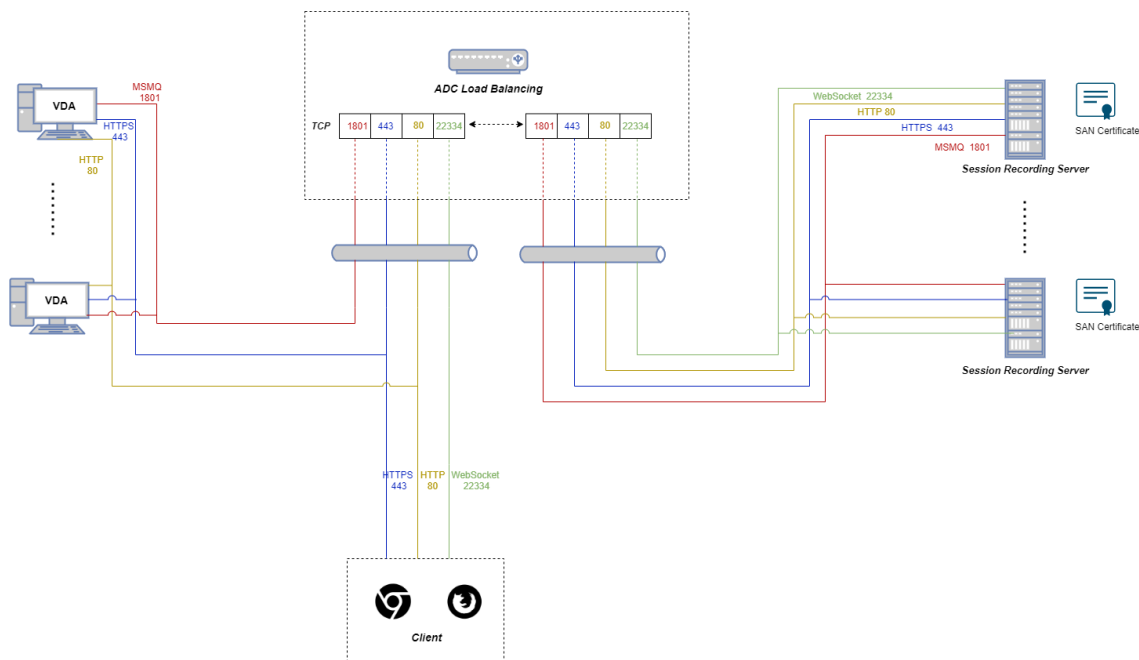 ADC Load Balancing
TCP 1801 443 80 22334 1801 443 80 22334
VDA
MSMQ
1801
HTTPS
443
HTTP
80
VDA
WebSocket 22334
HTTP 80
HTTPS 443
MSMQ 1801
SAN Certificate
Session Recording Server
SAN Certificate
Session Recording Server
HTTPS
443
HTTP
80
WebSocket
22334
Client